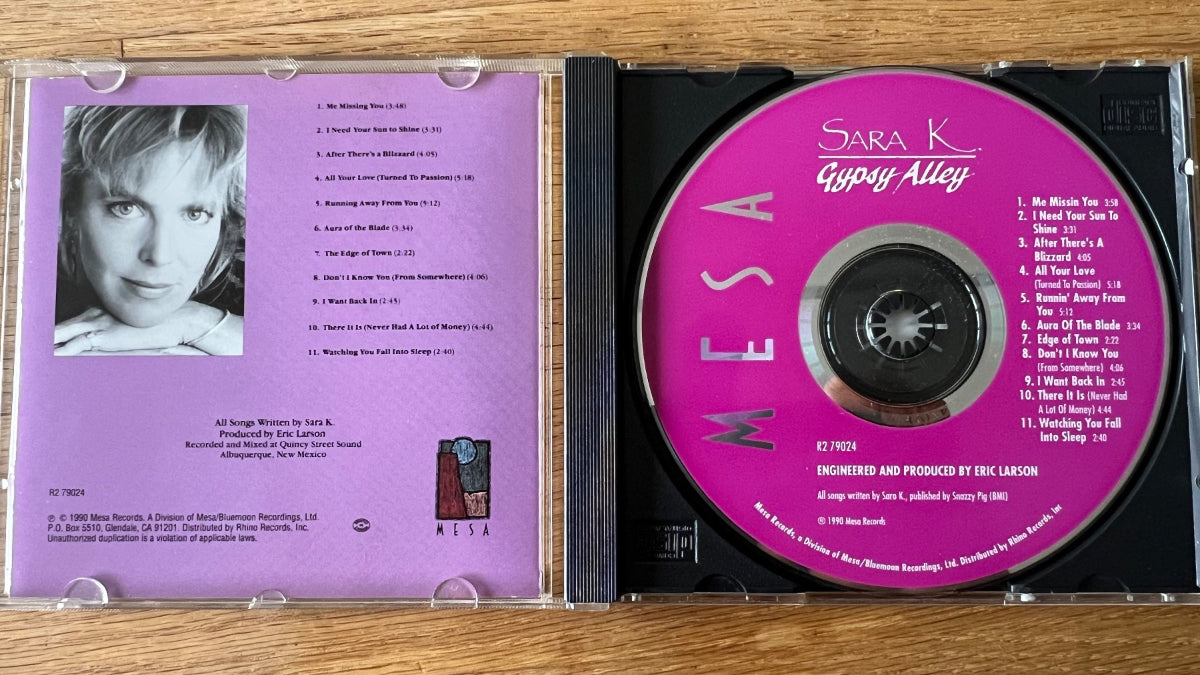 1. Me Missing You (3:48)
2. I Need Your Sun to Shine (3:31)
3. After There's a Blizzard (4:05)
4. All Your Love (Turned To Passion) (5:18)
5. Running Away From You (5:12)
6. Aura of the Blade (3:34)
7. The Edge of Town (2:22)
8. Don't I Know You (From Somewhere) (4:06)
9. I Want Back In (2:45)
10. There It Is (Never Had A Lot of Money) (4:44)
11. Watching You Fall Into Sleep (2:40)
All Songs Written by Sara K.
Produced by Eric Larson
Recorded and Mixed at Quincy Street Sound
Albuquerque, New Mexico
R2 79024
℗ © 1990 Mesa Records. A Division of Mesa/Bluemoon Recordings, Ltd.
P.O. Box 5510, Glendale, CA 91201. Distributed by Rhino Records, Inc.
Unauthorized duplication is a violation of applicable laws.
MESA
SARA K.
Gypsy Alley
MESA
1. Me Missin You 3:58
2. I Need Your Sun To
Shine 3:31
3. After There's A
Blizzard 4:05
4. All Your Love
(Turned To Passion) 5:18
5. Runnin' Away From
You 5:12
6. Aura Of The Blade 3:34
7. Edge of Town 2:22
8. Don't I Know You
(From Somewhere) 4:06
9. I Want Back In 2:45
10. There It Is (Never Had
A Lot Of Money) 4:44
11. Watching You Fall
Into Sleep 2:40
R2 79024
ENGINEERED AND PRODUCED BY ERIC LARSON
All songs written by Sara K., published by Snazzy Pig (BMI)
℗ 1990 Mesa Records
Mesa Records, a Division of Mesa/Bluemoon Recordings, Ltd. Distributed by Rhino Records, Inc
COMPACT
disc
DIGITAL AUDIO